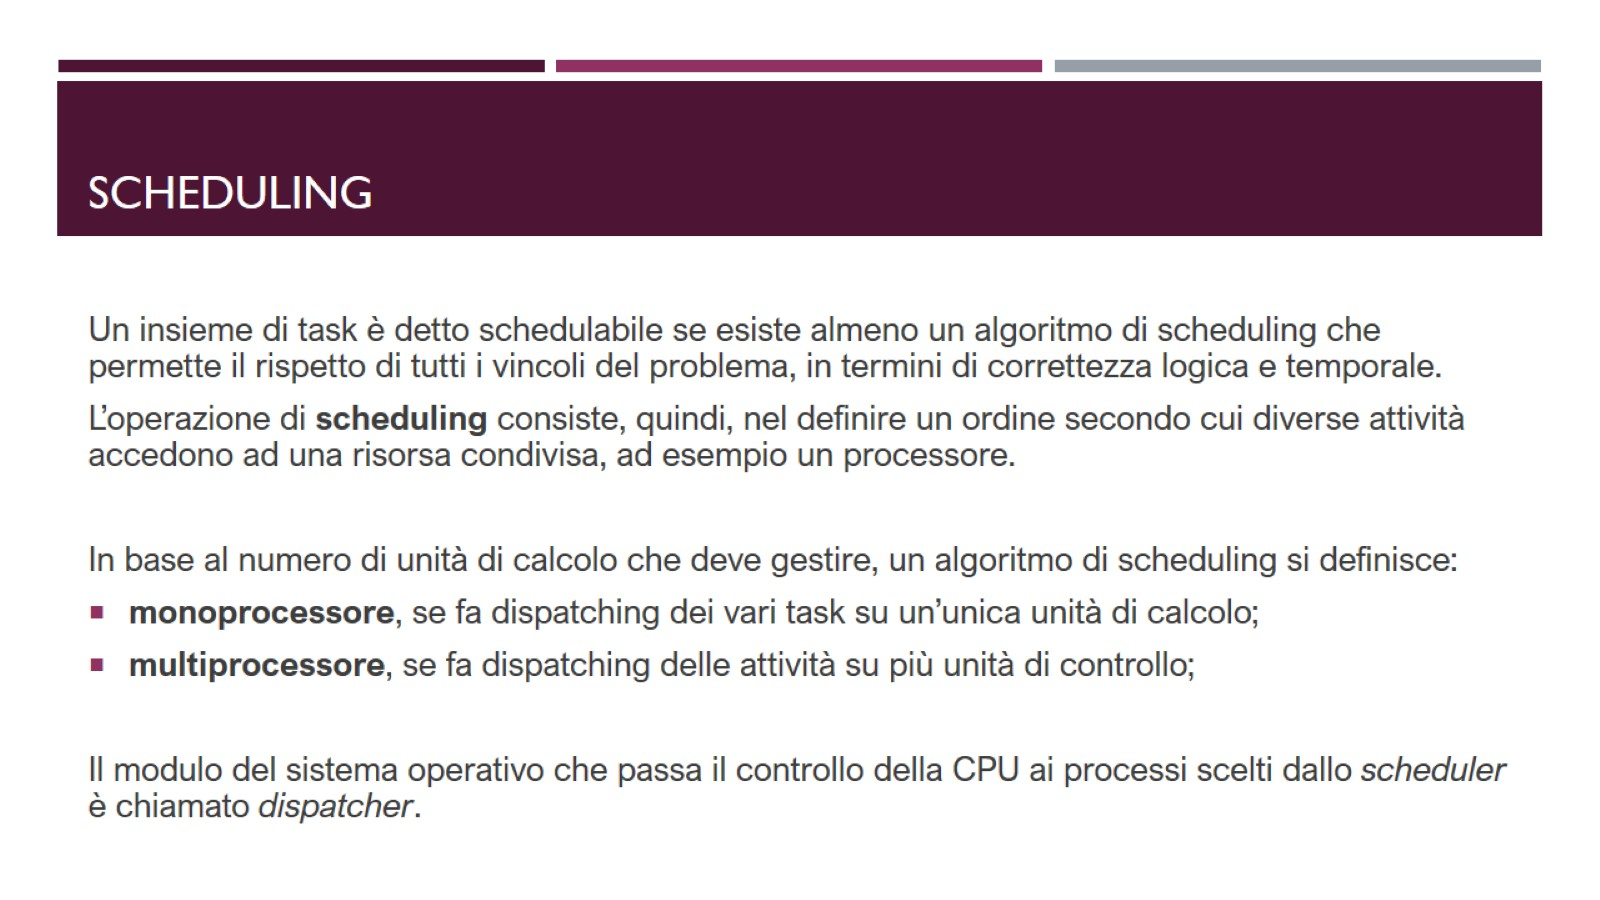 SCHEDULING
Un insieme di task è detto schedulabile se esiste almeno un algoritmo di scheduling che
permette il rispetto di tutti i vincoli del problema, in termini di correttezza logica e temporale.
L’operazione di scheduling consiste, quindi, nel definire un ordine secondo cui diverse attività
accedono ad una risorsa condivisa, ad esempio un processore.
In base al numero di unità di calcolo che deve gestire, un algoritmo di scheduling si definisce:
▪ monoprocessore, se fa dispatching dei vari task su un’unica unità di calcolo;
▪ multiprocessore, se fa dispatching delle attività su più unità di controllo;
Il modulo del sistema operativo che passa il controllo della CPU ai processi scelti dallo scheduler
è chiamato dispatcher.